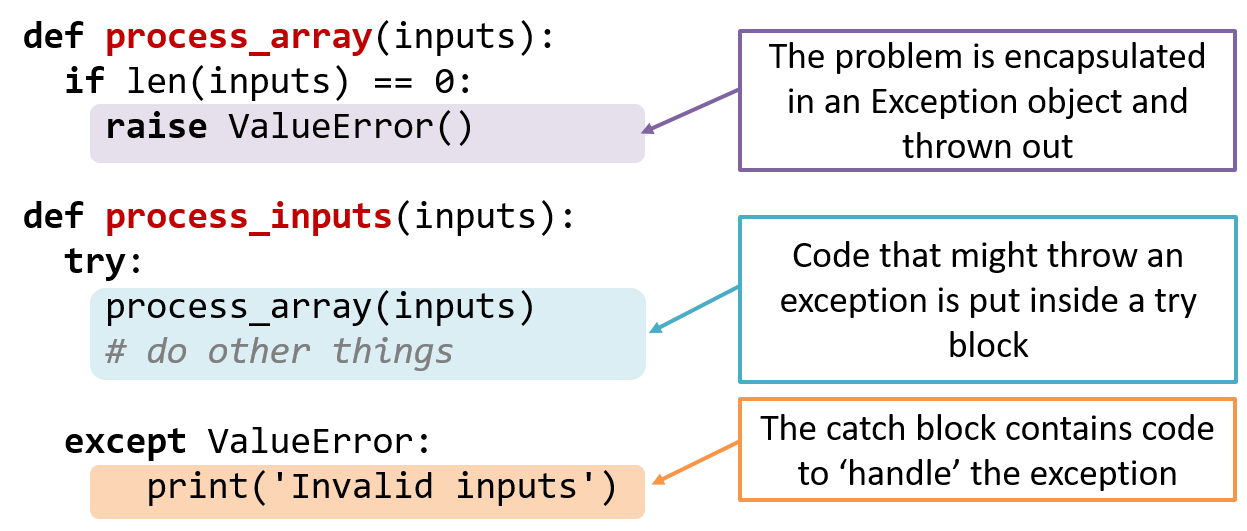 def process_array(inputs):
  if len(inputs) == 0:
    raise ValueError()
The problem is encapsulated
in an Exception object and
thrown out
def process_inputs(inputs):
  try:
    process_array(inputs)
    # do other things
Code that might throw an
exception is put inside a try
block
  except ValueError:
      print('Invalid inputs')
The catch block contains code
to ‘handle’ the exception